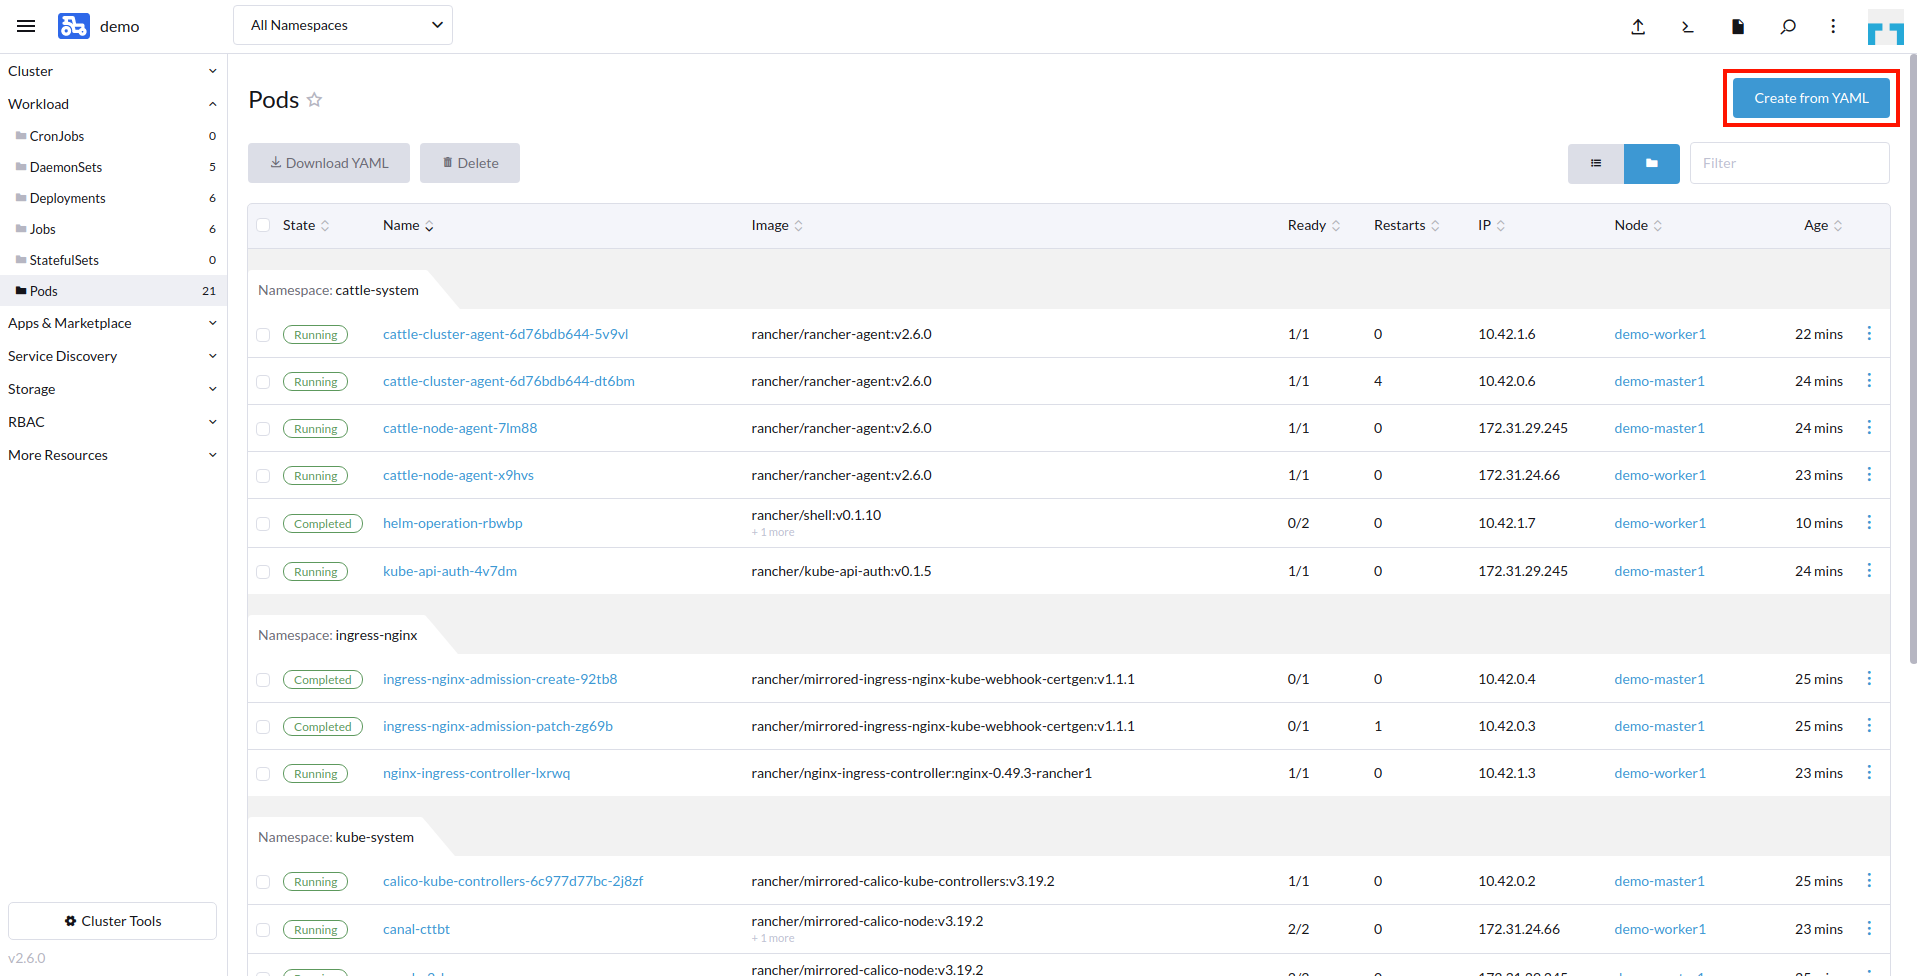 demo
All Namespaces
Cluster
Workload
CronJobs 0
DaemonSets 5
Deployments 6
Jobs 6
StatefulSets 0
Pods 21
Apps & Marketplace
Service Discovery
Storage
RBAC
More Resources
Cluster Tools
v2.6.0
Pods
Create from YAML
Download YAML
Delete
Filter
State Name Image Ready Restarts IP Node Age
Namespace: cattle-system
Running cattle-cluster-agent-6d76bdb644-5v9vl rancher/rancher-agent:v2.6.0 1/1 0 10.42.1.6 demo-worker1 22 mins
Running cattle-cluster-agent-6d76bdb644-dt6bm rancher/rancher-agent:v2.6.0 1/1 4 10.42.0.6 demo-master1 24 mins
Running cattle-node-agent-7lm88 rancher/rancher-agent:v2.6.0 1/1 0 172.31.29.245 demo-master1 24 mins
Running cattle-node-agent-x9hvs rancher/rancher-agent:v2.6.0 1/1 0 172.31.24.66 demo-worker1 23 mins
Completed helm-operation-rbwbp rancher/shell:v0.1.10 0/2 0 10.42.1.7 demo-worker1 10 mins
+ 1 more
Running kube-api-auth-4v7dm rancher/kube-api-auth:v0.1.5 1/1 0 172.31.29.245 demo-master1 24 mins
Namespace: ingress-nginx
Completed ingress-nginx-admission-create-92tb8 rancher/mirrored-ingress-nginx-kube-webhook-certgen:v1.1.1 0/1 0 10.42.0.4 demo-master1 25 mins
Completed ingress-nginx-admission-patch-zg69b rancher/mirrored-ingress-nginx-kube-webhook-certgen:v1.1.1 0/1 1 10.42.0.3 demo-master1 25 mins
Running nginx-ingress-controller-lxrwq rancher/nginx-ingress-controller:nginx-0.49.3-rancher1 1/1 0 10.42.1.3 demo-worker1 23 mins
Namespace: kube-system
Running calico-kube-controllers-6c977d77bc-2j8zf rancher/mirrored-calico-kube-controllers:v3.19.2 1/1 0 10.42.0.2 demo-master1 25 mins
Running canal-cttbt rancher/mirrored-calico-node:v3.19.2 2/2 0 172.31.24.66 demo-worker1 23 mins
+ 1 more
rancher/mirrored-calico-node:v3.19.2